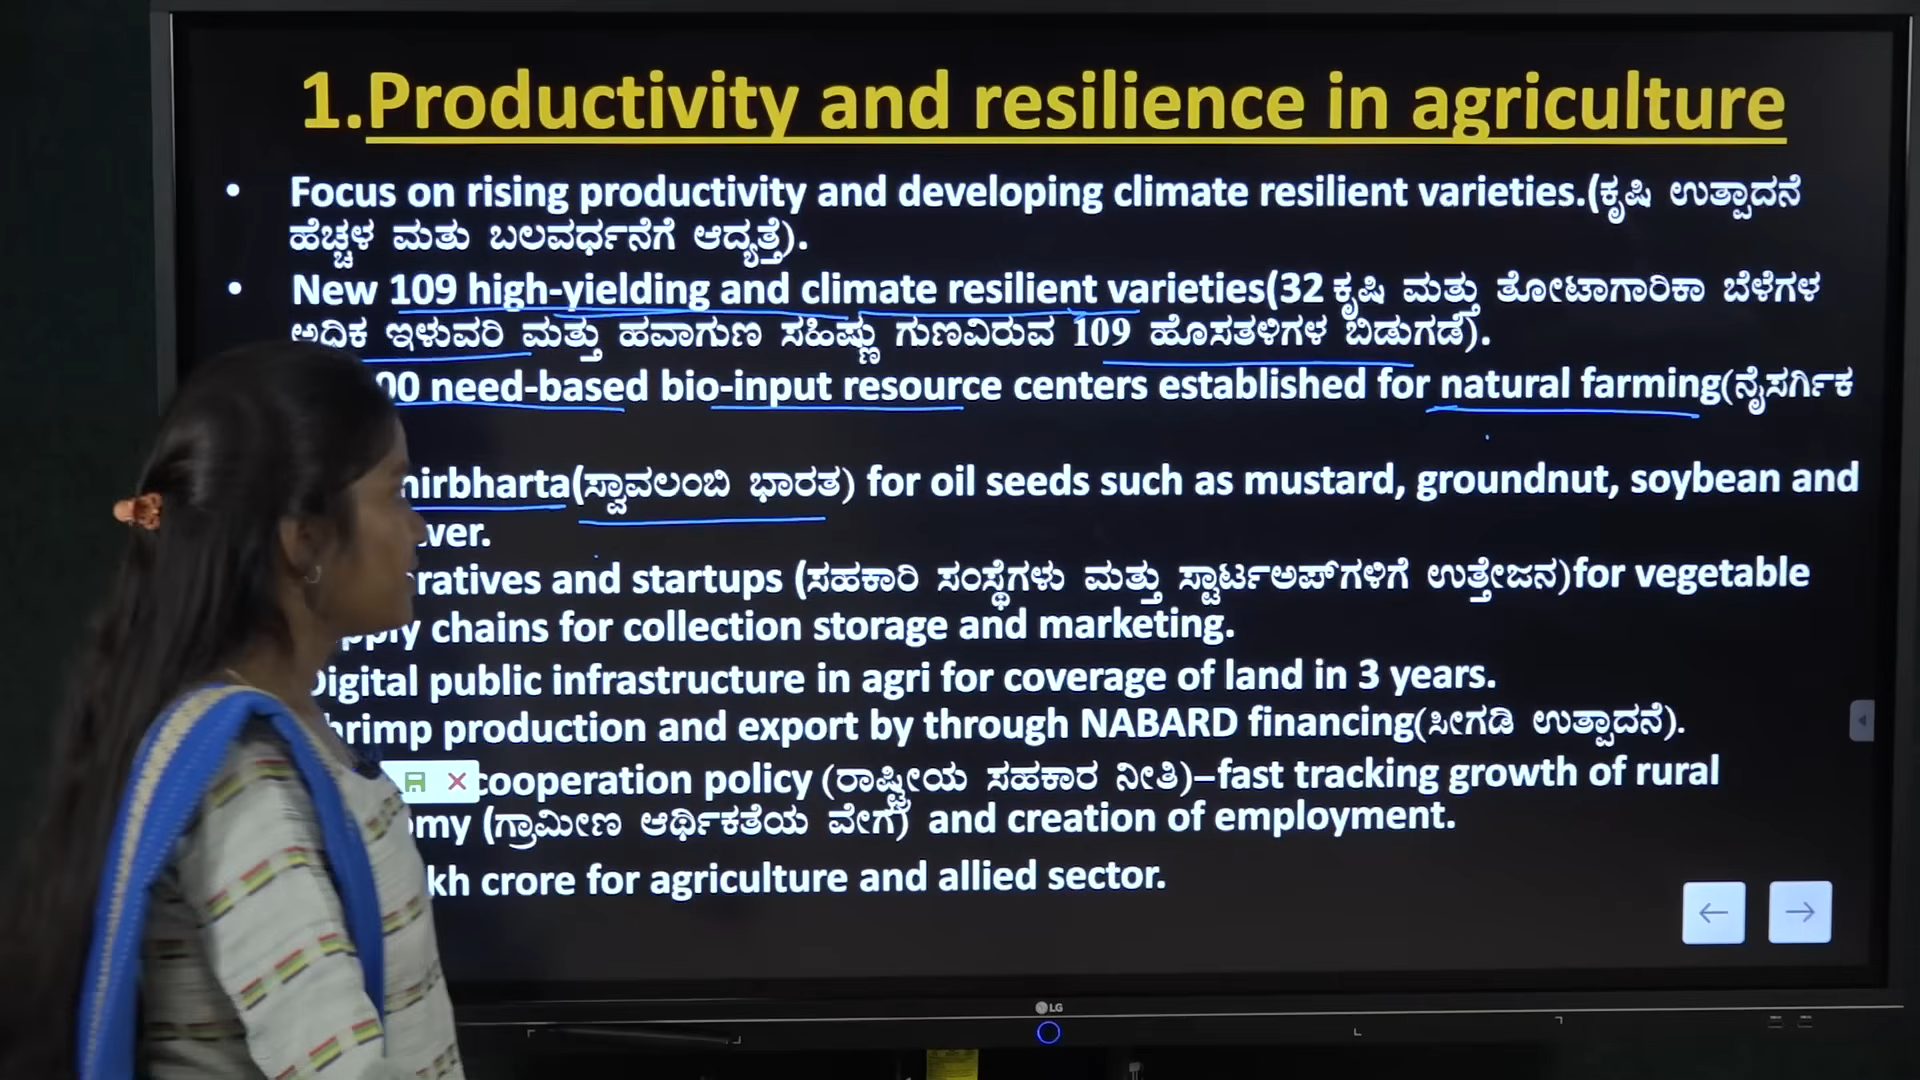 1.Productivity and resilience in agriculture
• Focus on rising productivity and developing climate resilient varieties.(ಕೃಷಿ ಉತ್ಪಾದನೆ
ಹೆಚ್ಚಳ ಮತು ಬಲವರ್ಧನೆಗೆ ಆದ್ಯತೆ).
• New 109 high-yielding and climate resilient varieties(32 ಕೃಷಿ ಮತ್ತು ತೋಟಾಗಾರಿಕಾ ಬೆಳೆಗಳ
ಅಧಿಕ ಇಳುವರಿ ಮತ್ತು ಹವಾಗುಣ ಸಹಿಷ್ಣು ಗುಣವಿರುವ 109 ಹೊಸತಳಿಗಳ ಬಿಡುಗಡೆ).
need-based bio-input resource centers established for natural farming(ನೈಸರ್ಗಿಕ
(ಸ್ವಾವಲಂಬಿ ಭಾರತ) for oil seeds such as mustard, groundnut, soybean and
and startups (ಸಹಕಾರಿ ಸಂಸ್ಥೆಗಳು ಮತ್ತು ಸ್ಟಾರ್ಟಅಪ್‌ಗಳಿಗೆ ಉತ್ತೇಜನ)for vegetable
chains for collection storage and marketing.
Digital public infrastructure in agri for coverage of land in 3 years.
production and export by through NABARD financing(ಸೀಗಡಿ ಉತ್ಪಾದನೆ).
cooperation policy (ರಾಷ್ಟ್ರೀಯ ಸಹಕಾರ ನೀತಿ)–fast tracking growth of rural
(ಗ್ರಾಮೀಣ ಆರ್ಥಿಕತೆಯ ವೇಗ) and creation of employment.
crore for agriculture and allied sector.
LG